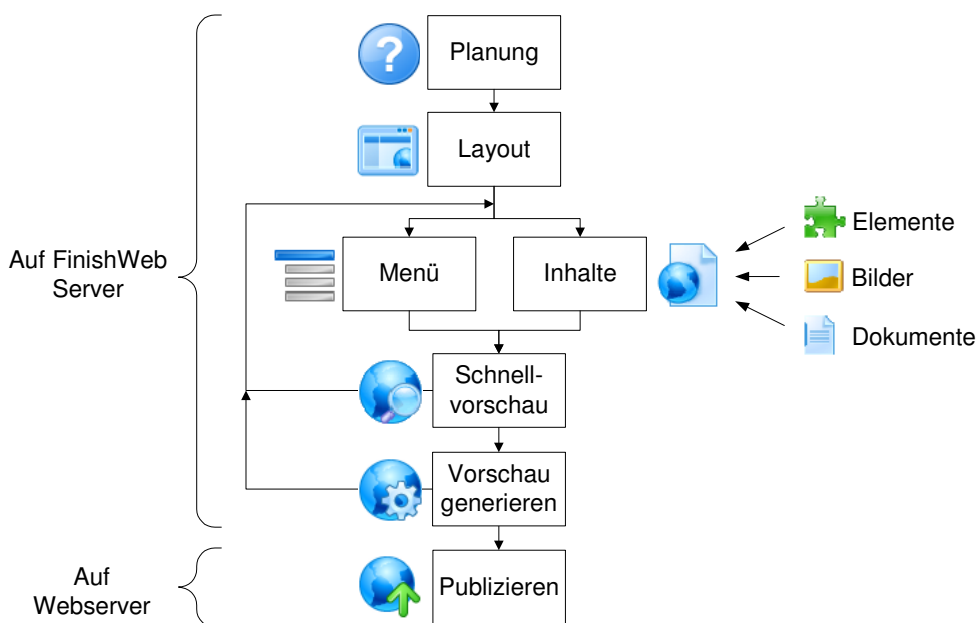 Planung
Layout
Auf FinishWeb
Server
Menü
Inhalte
Elemente
Bilder
Dokumente
Schnell-
vorschau
Vorschau
generieren
Auf
Webserver
Publizieren